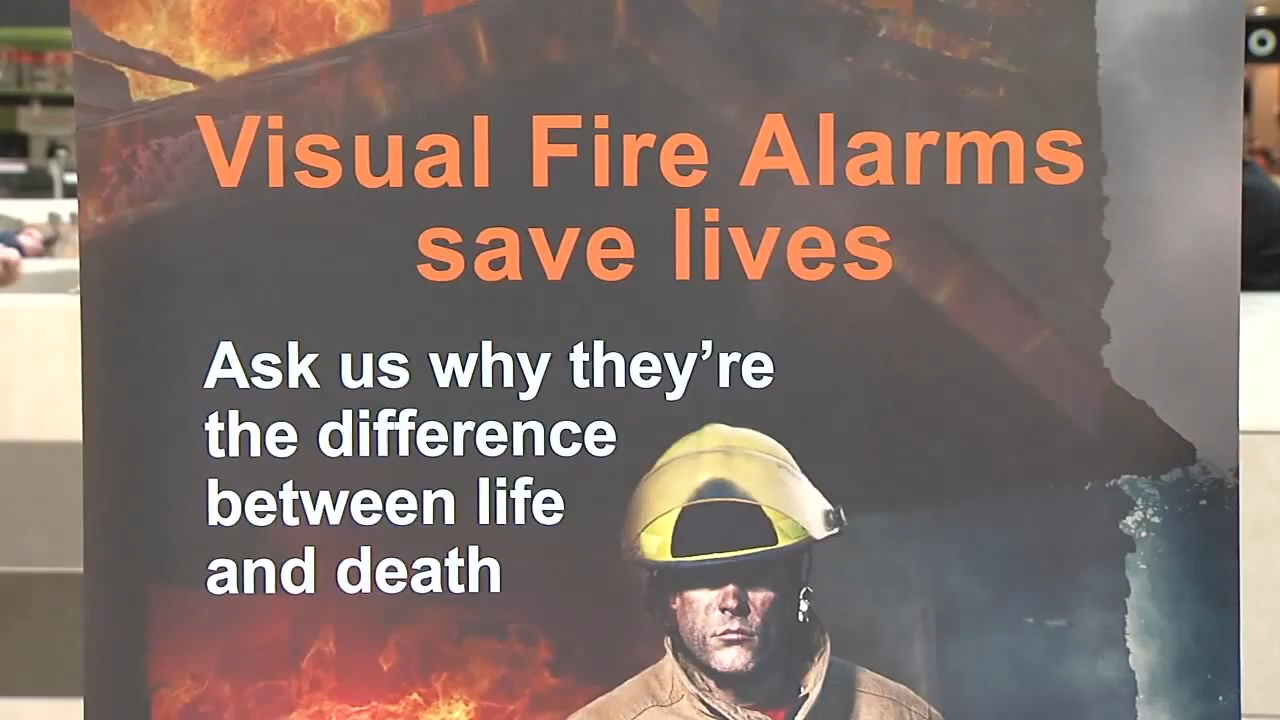 Visual Fire Alarms
save lives
Ask us why they’re
the difference
between life
and death